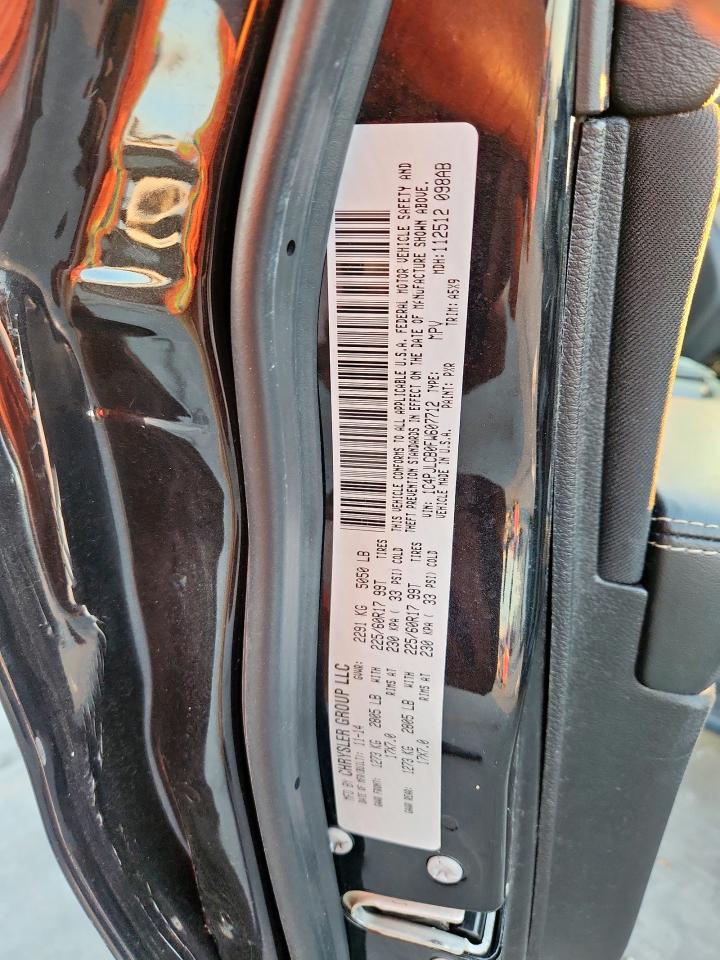 MFD BY CHRYSLER GROUP LLC
DATE OF MFR(BUILT): 11-14 GVWR: 2291 KG 5050 LB
GAWR FRONT: 1273 KG 2805 LB WITH 225/60R17 99T TIRES
17X7.0 RIMS AT 230 KPA ( 33 PSI) COLD
GAWR REAR: 1273 KG 2805 LB WITH 225/60R17 99T TIRES
17X7.0 RIMS AT 230 KPA ( 33 PSI) COLD
THIS VEHICLE CONFORMS TO ALL APPLICABLE U.S.A. FEDERAL MOTOR VEHICLE SAFETY AND
THEFT PREVENTION STANDARDS IN EFFECT ON THE DATE OF MANUFACTURE SHOWN ABOVE.
VIN: 1C4PJLCB0FW607712 TYPE: MPV MDH: 112512 098AB
VEHICLE MADE IN U.S.A. PAINT: PXR TRIM: A5X9